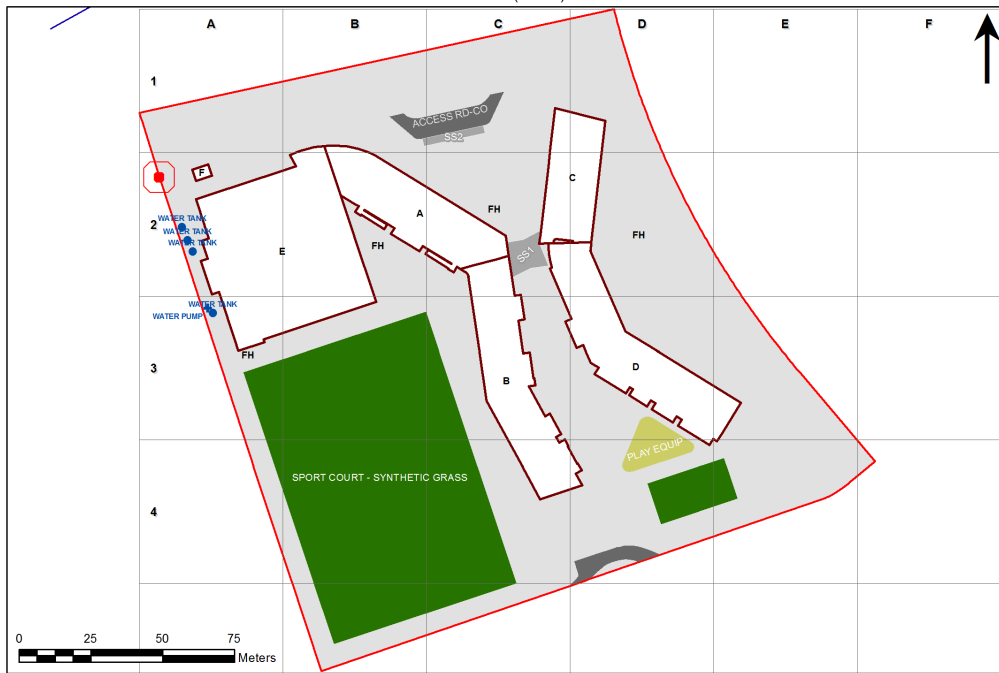 A B C D E F
1
ACCESS RD-CO
SS2
F
C
2
WATER TANK
WATER TANK
WATER TANK
A
FH
FH
FH
E
SS1
WATER TANK
WATER PUMP
FH
3
D
B
PLAY EQUIP
SPORT COURT - SYNTHETIC GRASS
4
0 25 50 75
Meters